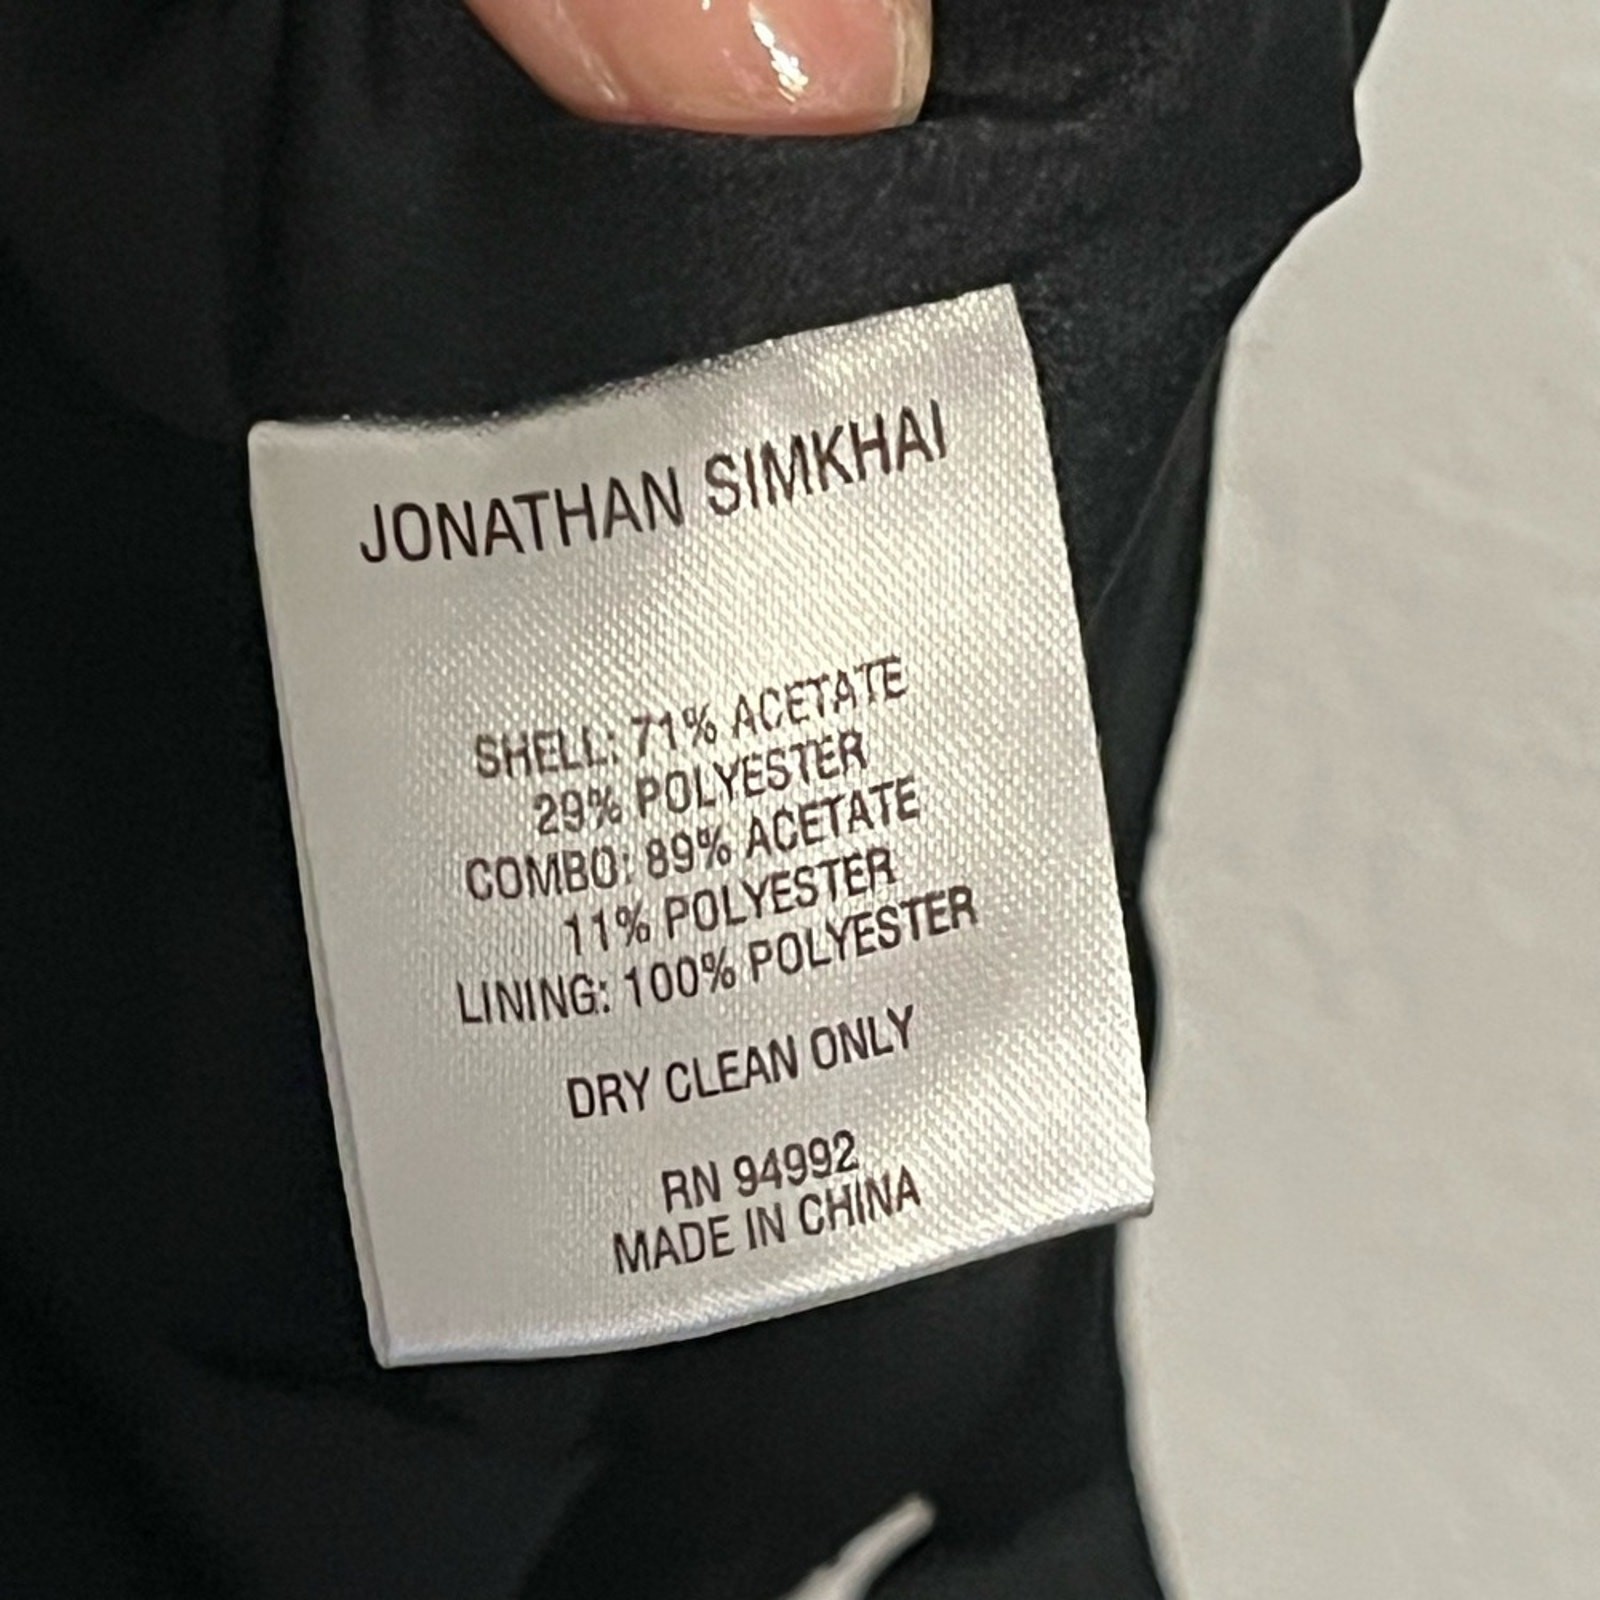 JONATHAN SIMKHAI
SHELL: 71% ACETATE
29% POLYESTER
COMBO: 89% ACETATE
11% POLYESTER
LINING: 100% POLYESTER
DRY CLEAN ONLY
RN 94992
MADE IN CHINA